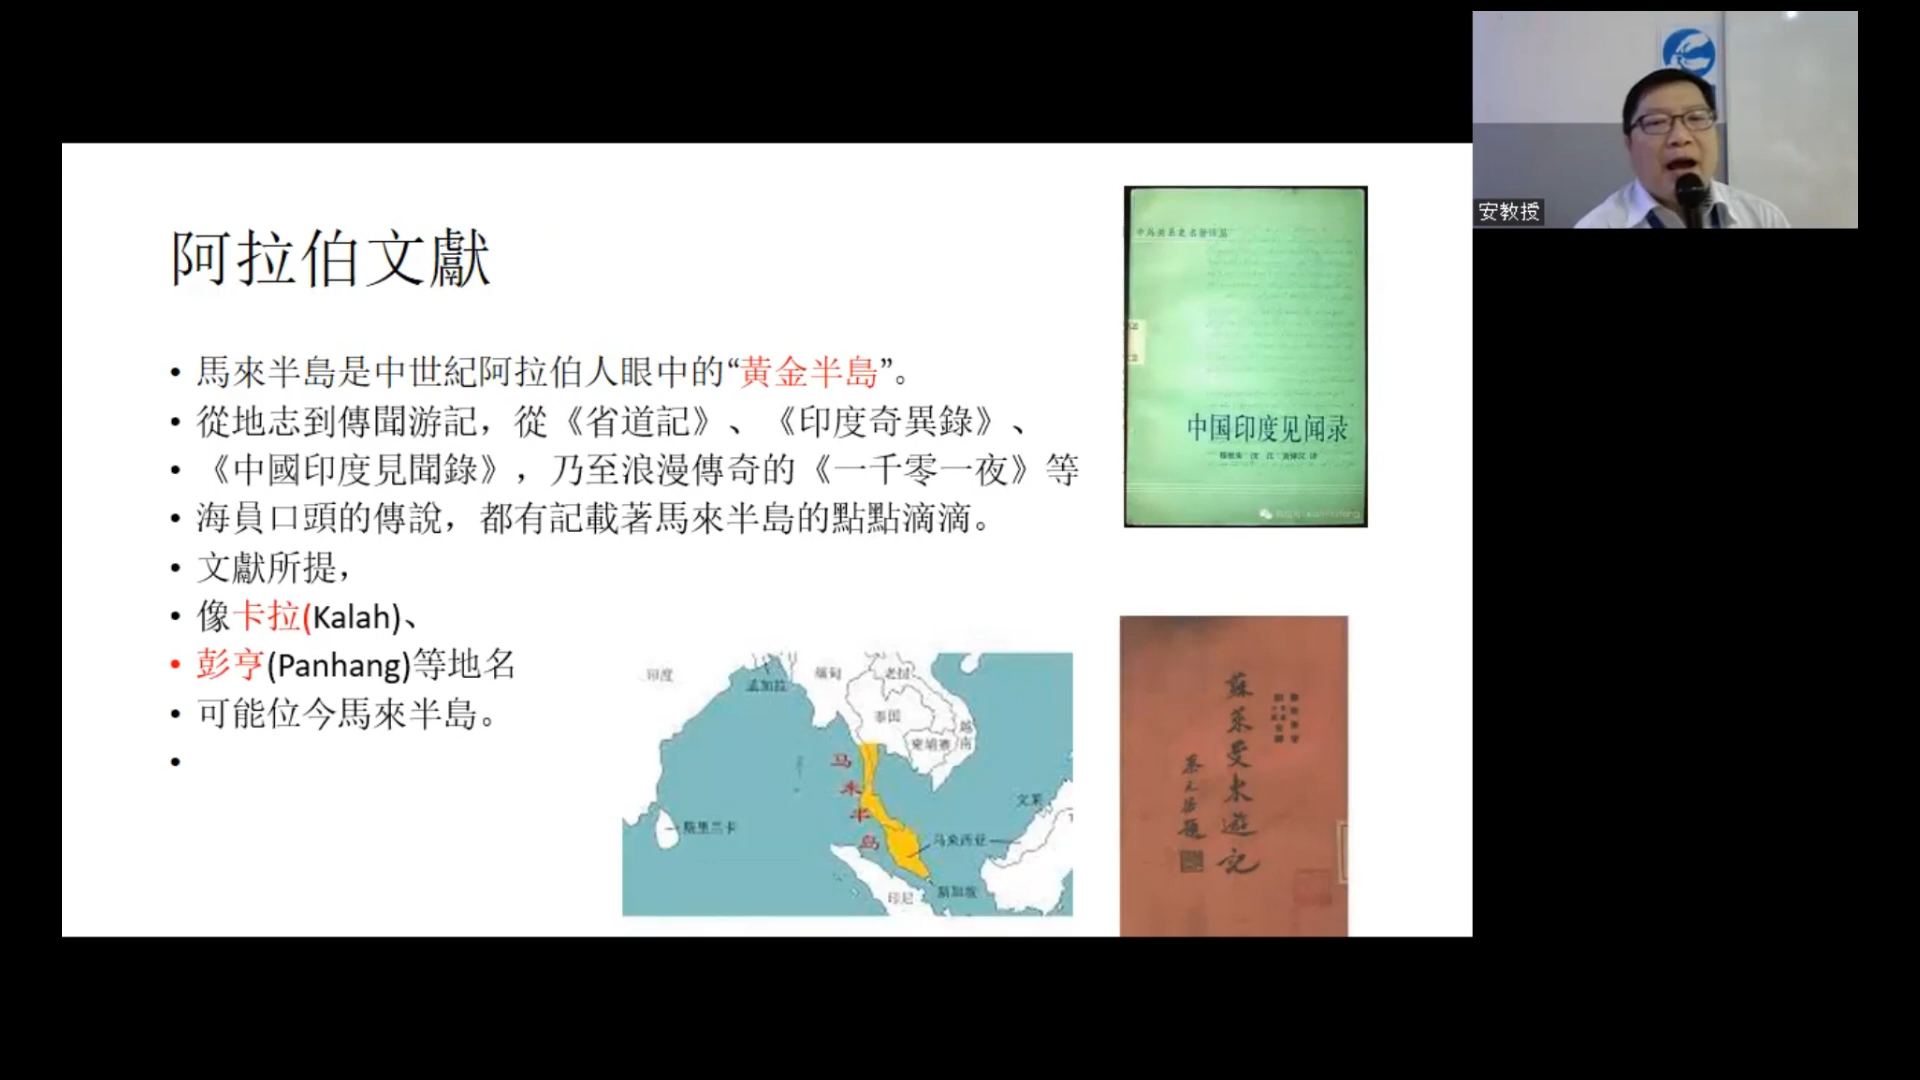 安教授
阿拉伯文獻
• 馬來半島是中世紀阿拉伯人眼中的“黃金半島”。
• 從地志到傳聞游記，從《省道記》、《印度奇異錄》、
• 《中國印度見聞錄》，乃至浪漫傳奇的《一千零一夜》等
• 海員口頭的傳說，都有記載著馬來半島的點點滴滴。
• 文獻所提，
• 像卡拉(Kalah)、
• 彭亨(Panhang)等地名
• 可能位今馬來半島。
•
中国印度见闻录
蘇萊曼東遊記
印度
孟加拉
缅甸
老挝
泰国
越南
柬埔寨
马来半岛
斯里兰卡
文莱
马来西亚
新加坡
印尼